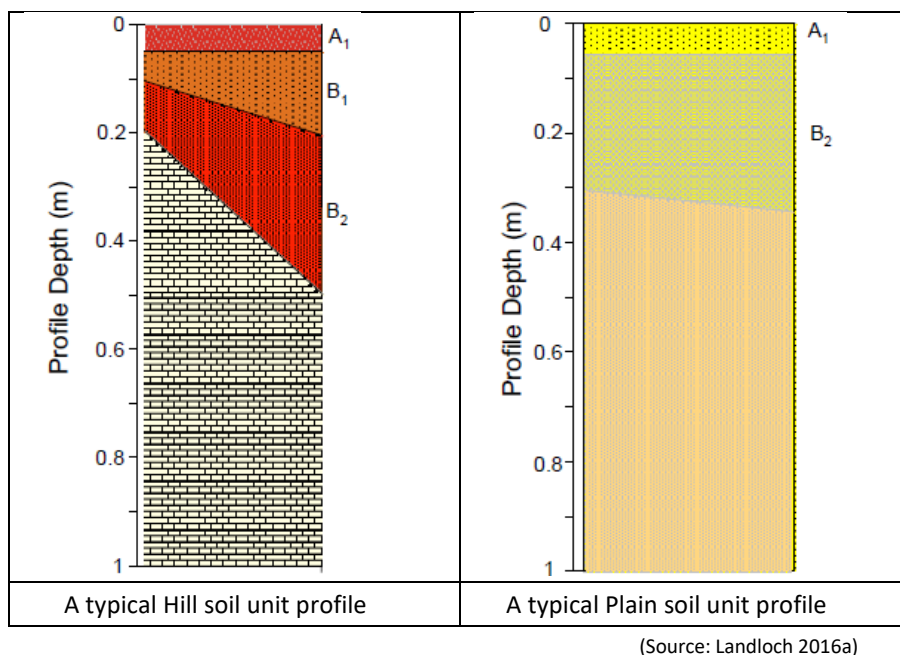 0
0.2
0.4
0.6
0.8
1
Profile Depth (m)
A1
B1
B2
A typical Hill soil unit profile
0
0.2
0.4
0.6
0.8
1
Profile Depth (m)
A1
B2
A typical Plain soil unit profile
(Source: Landloch 2016a)